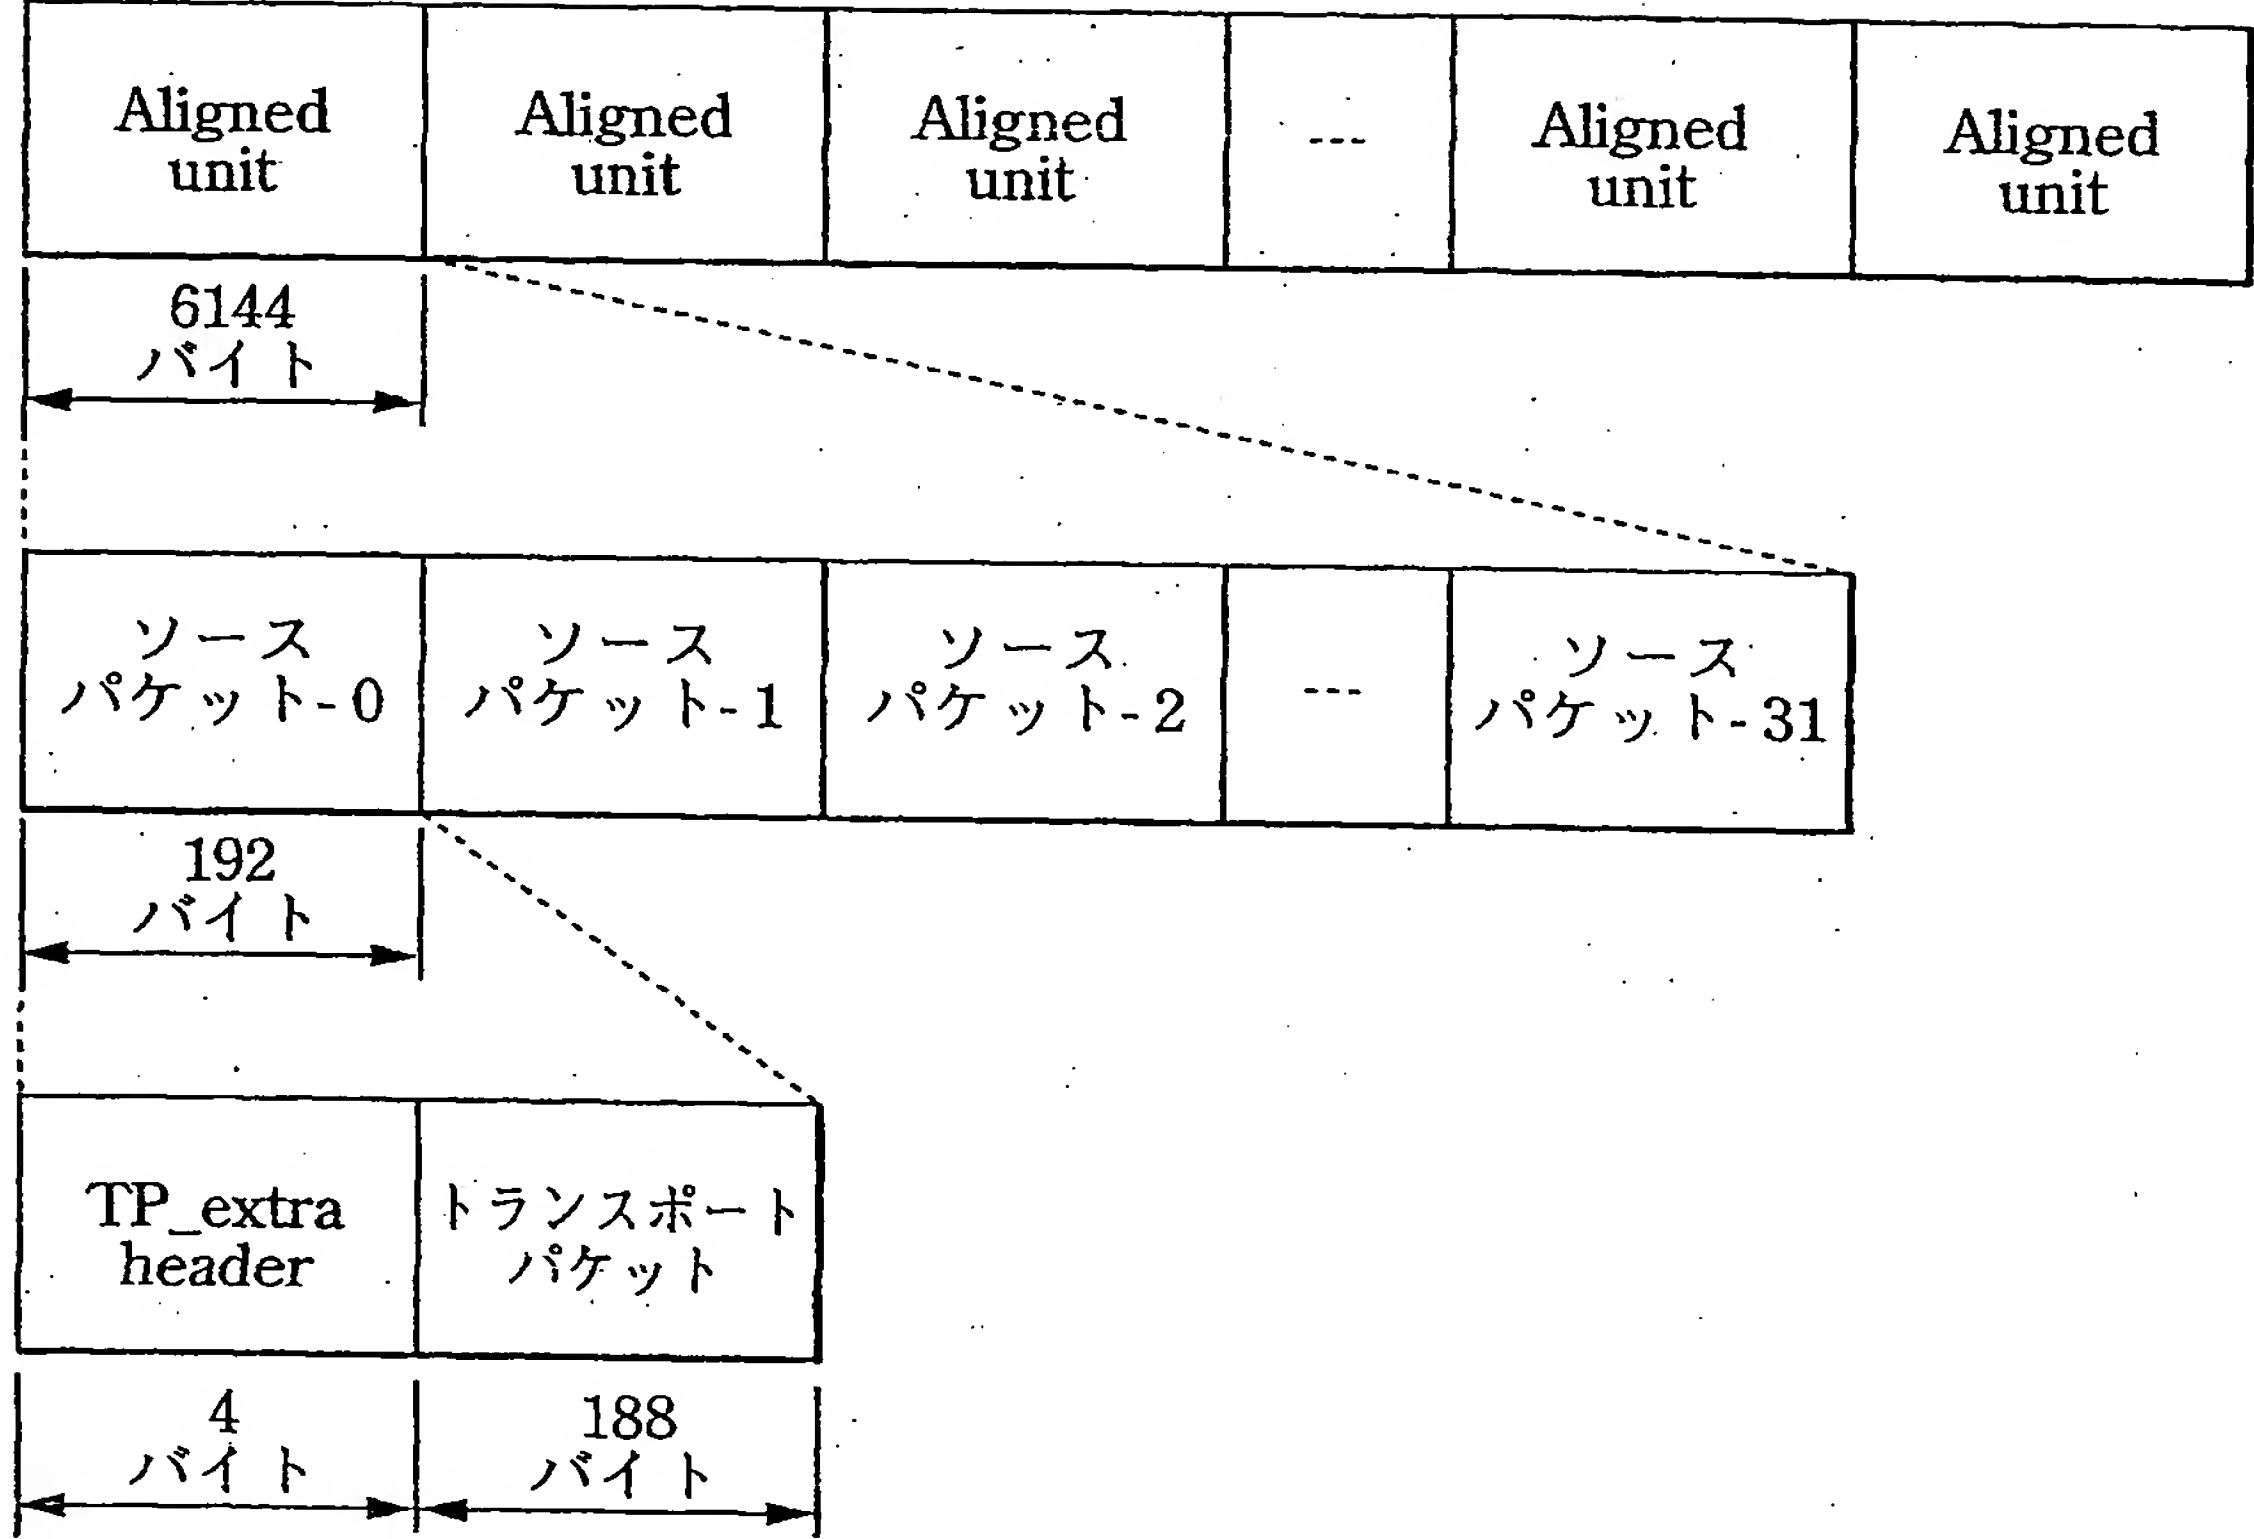 Aligned
unit
Aligned
unit
Aligned
unit
---
Aligned
unit
Aligned
unit
6144
バイト
ソース
パケット-0
ソース
パケット-1
ソース
パケット-2
---
ソース
パケット-31
192
バイト
TP_extra
header
トランスポート
パケット
4
バイト
188
バイト